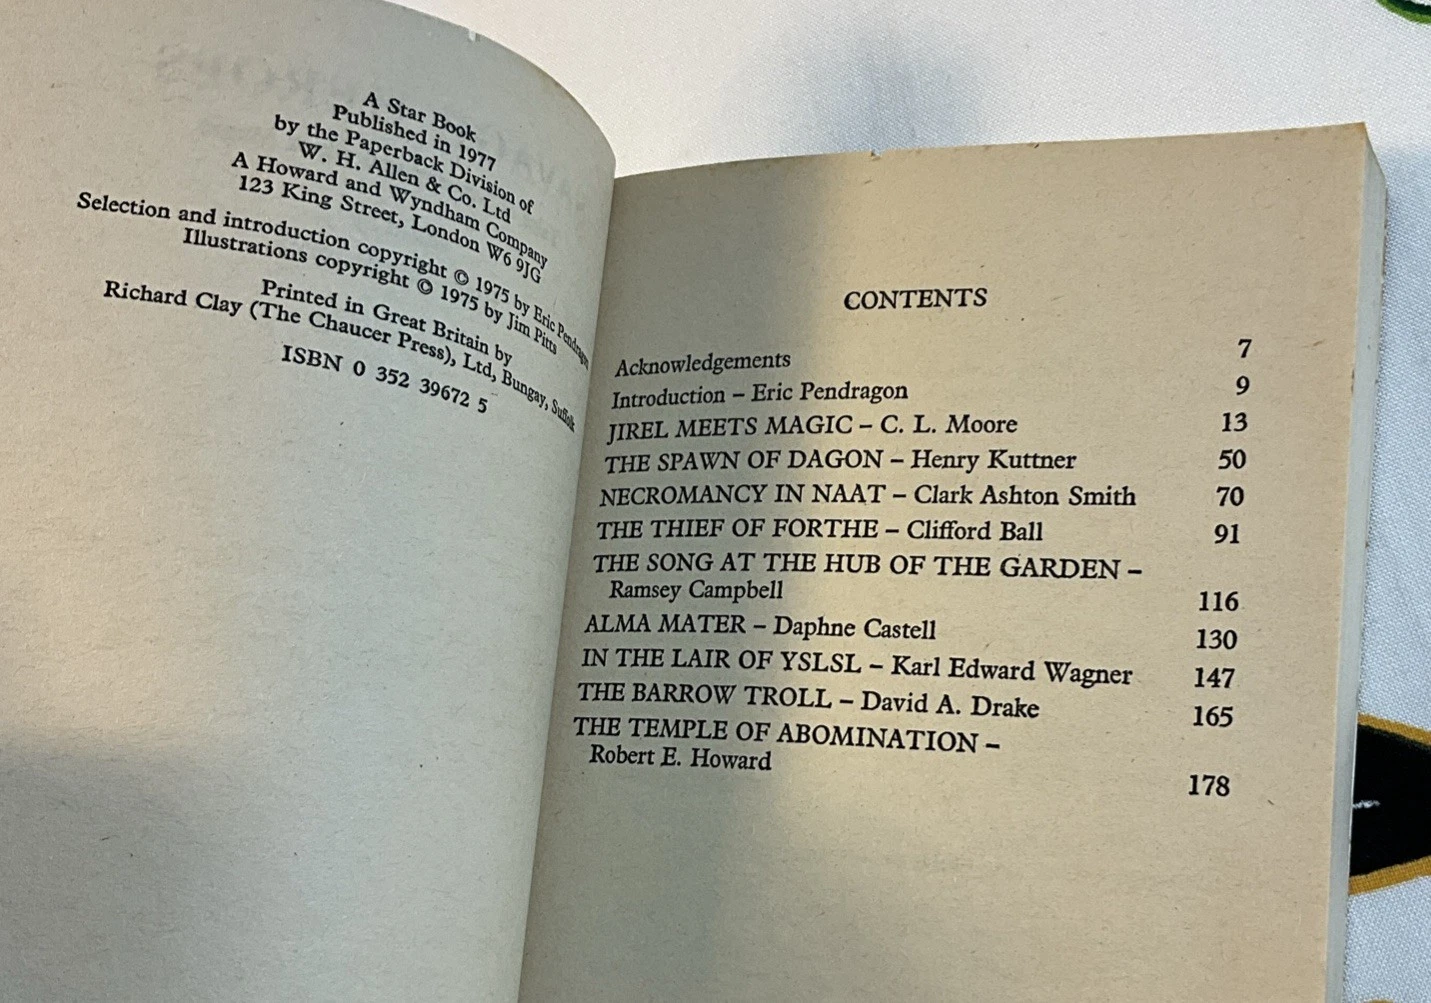 A Star Book
Published in 1977
by the Paperback Division of
W. H. Allen & Co. Ltd
A Howard and Wyndham Company
123 King Street, London W6 9JG
Selection and introduction copyright © 1975 by Eric Pendragon
Illustrations copyright © 1975 by Jim Pitts
Printed in Great Britain by
Richard Clay (The Chaucer Press), Ltd, Bungay, Suffolk
ISBN 0 352 39672 5
CONTENTS
Acknowledgements 7
Introduction – Eric Pendragon 9
JIREL MEETS MAGIC – C. L. Moore 13
THE SPAWN OF DAGON – Henry Kuttner 50
NECROMANCY IN NAAT – Clark Ashton Smith 70
THE THIEF OF FORTHE – Clifford Ball 91
THE SONG AT THE HUB OF THE GARDEN –
Ramsey Campbell 116
ALMA MATER – Daphne Castell 130
IN THE LAIR OF YSLSL – Karl Edward Wagner 147
THE BARROW TROLL – David A. Drake 165
THE TEMPLE OF ABOMINATION –
Robert E. Howard 178